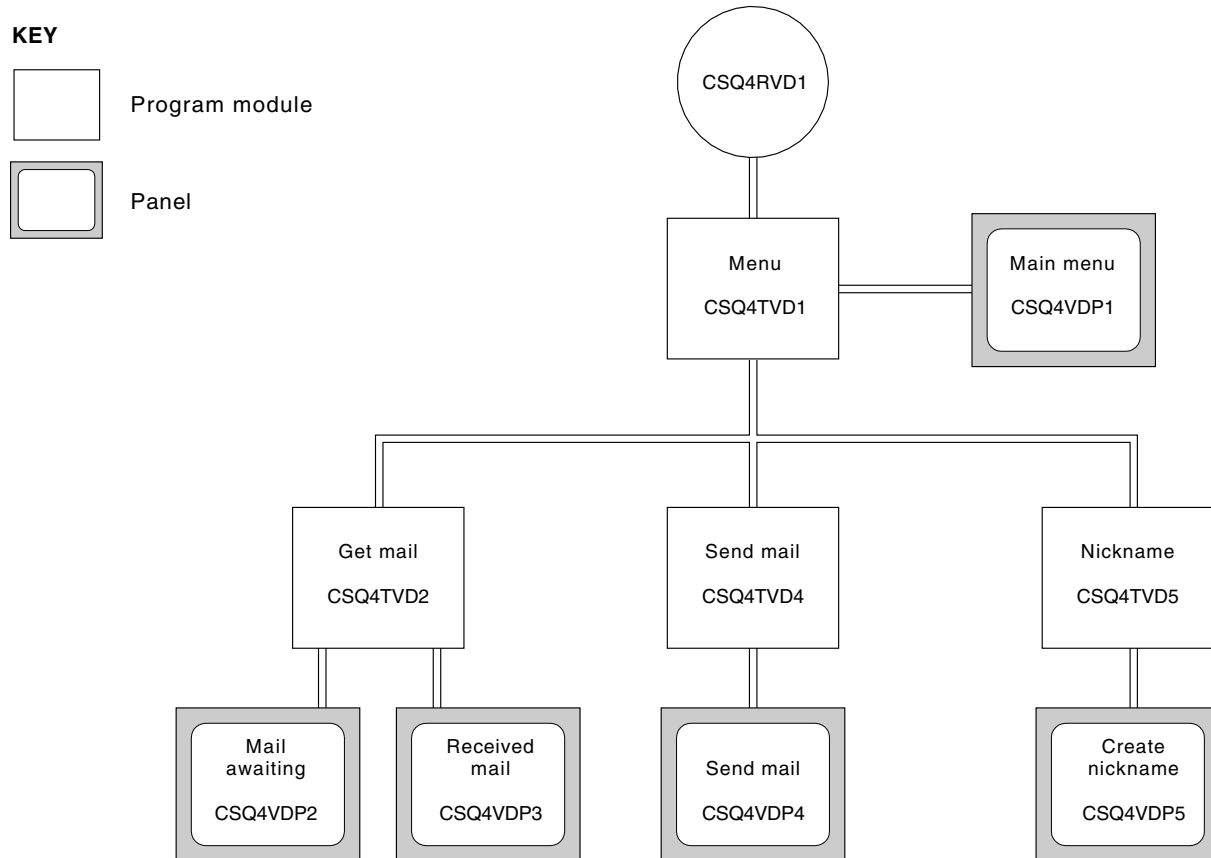 KEY
Program module
Panel
CSQ4RVD1
Menu
CSQ4TVD1
Main menu
CSQ4VDP1
Get mail
CSQ4TVD2
Send mail
CSQ4TVD4
Nickname
CSQ4TVD5
Mail
awaiting
CSQ4VDP2
Received
mail
CSQ4VDP3
Send mail
CSQ4VDP4
Create
nickname
CSQ4VDP5